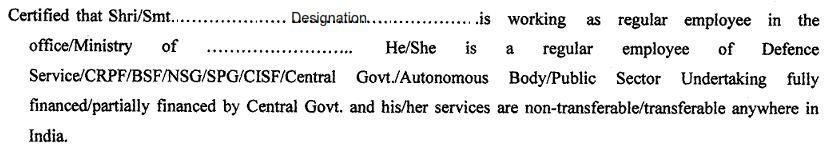 Certified that Shri/Smt..................... Designation.....................is working as regular employee in the
office/Ministry of ........................... He/She is a regular employee of Defence
Service/CRPF/BSF/NSG/SPG/CISF/Central Govt./Autonomous Body/Public Sector Undertaking fully
financed/partially financed by Central Govt. and his/her services are non-transferable/transferable anywhere in
India.